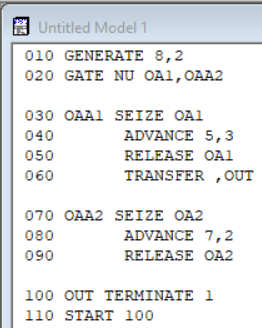 Untitled Model 1
010 GENERATE 8,2
020 GATE NU OA1,OAA2
030 OAA1 SEIZE OA1
040 ADVANCE 5,3
050 RELEASE OA1
060 TRANSFER ,OUT
070 OAA2 SEIZE OA2
080 ADVANCE 7,2
090 RELEASE OA2
100 OUT TERMINATE 1
110 START 100